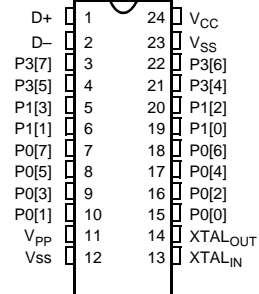 D+ 1 24 VCC
D– 2 23 VSS
P3[7] 3 22 P3[6]
P3[5] 4 21 P3[4]
P1[3] 5 20 P1[2]
P1[1] 6 19 P1[0]
P0[7] 7 18 P0[6]
P0[5] 8 17 P0[4]
P0[3] 9 16 P0[2]
P0[1] 10 15 P0[0]
VPP 11 14 XTALOUT
Vss 12 13 XTALIN